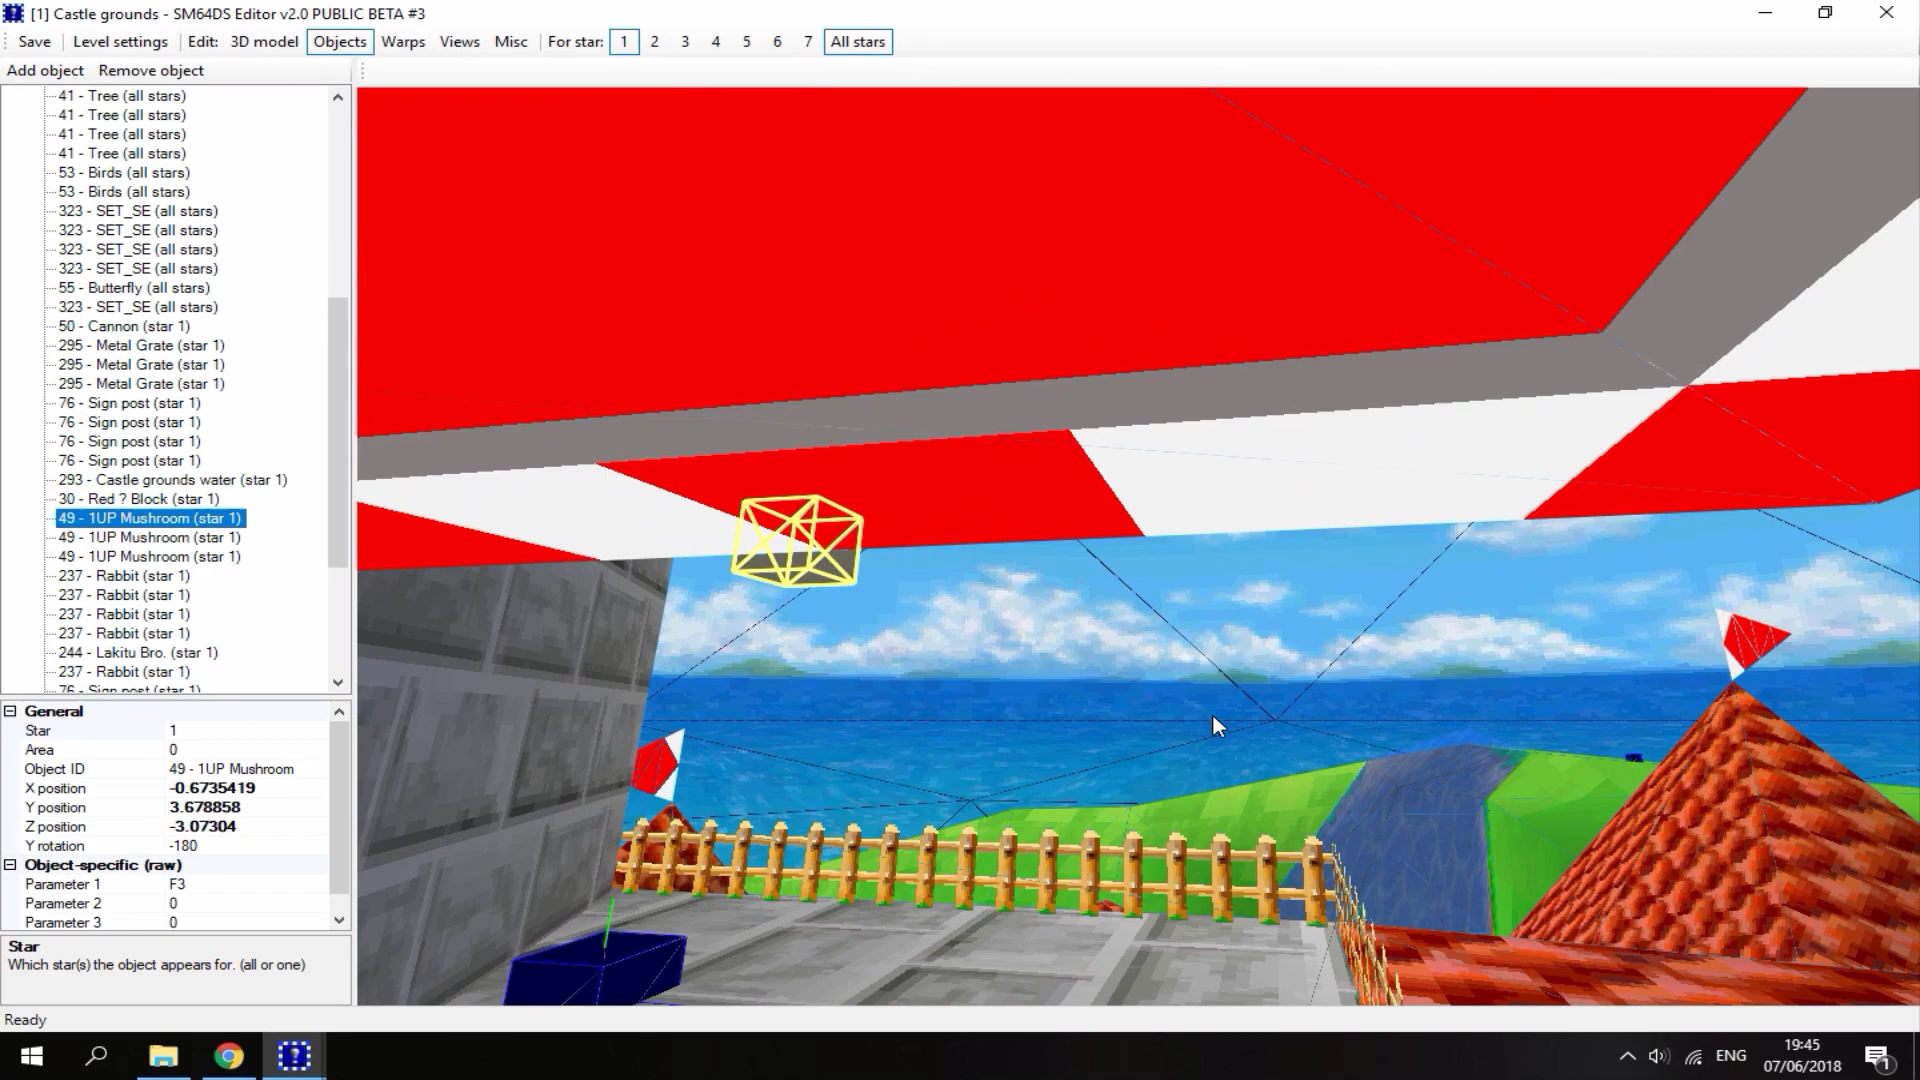 [1] Castle grounds - SM64DS Editor v2.0 PUBLIC BETA #3
Save Level settings Edit: 3D model Objects Warps Views Misc For star: 1 2 3 4 5 6 7 All stars
Add object Remove object
41 - Tree (all stars)
41 - Tree (all stars)
41 - Tree (all stars)
41 - Tree (all stars)
53 - Birds (all stars)
53 - Birds (all stars)
323 - SET_SE (all stars)
323 - SET_SE (all stars)
323 - SET_SE (all stars)
323 - SET_SE (all stars)
55 - Butterfly (all stars)
323 - SET_SE (all stars)
50 - Cannon (star 1)
295 - Metal Grate (star 1)
295 - Metal Grate (star 1)
295 - Metal Grate (star 1)
76 - Sign post (star 1)
76 - Sign post (star 1)
76 - Sign post (star 1)
76 - Sign post (star 1)
293 - Castle grounds water (star 1)
30 - Red ? Block (star 1)
49 - 1UP Mushroom (star 1)
49 - 1UP Mushroom (star 1)
49 - 1UP Mushroom (star 1)
237 - Rabbit (star 1)
237 - Rabbit (star 1)
237 - Rabbit (star 1)
237 - Rabbit (star 1)
244 - Lakitu Bro. (star 1)
237 - Rabbit (star 1)
76 - Sign post (star 1)
General
Star 1
Area 0
Object ID 49 - 1UP Mushroom
X position -0.6735419
Y position 3.678858
Z position -3.07304
Y rotation -180
Object-specific (raw)
Parameter 1 F3
Parameter 2 0
Parameter 3 0
Star
Which star(s) the object appears for. (all or one)
Ready
ENG
19:45
07/06/2018
1